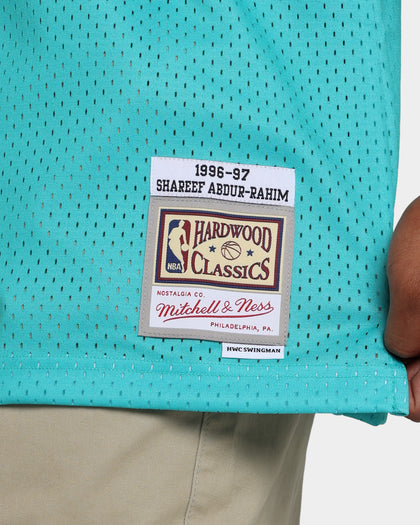 1996-97
SHAREEF ABDUR-RAHIM
NBA
HARDWOOD
CLASSICS
NOSTALGIA CO.
Mitchell & Ness
PHILADELPHIA, PA.
HWC SWINGMAN